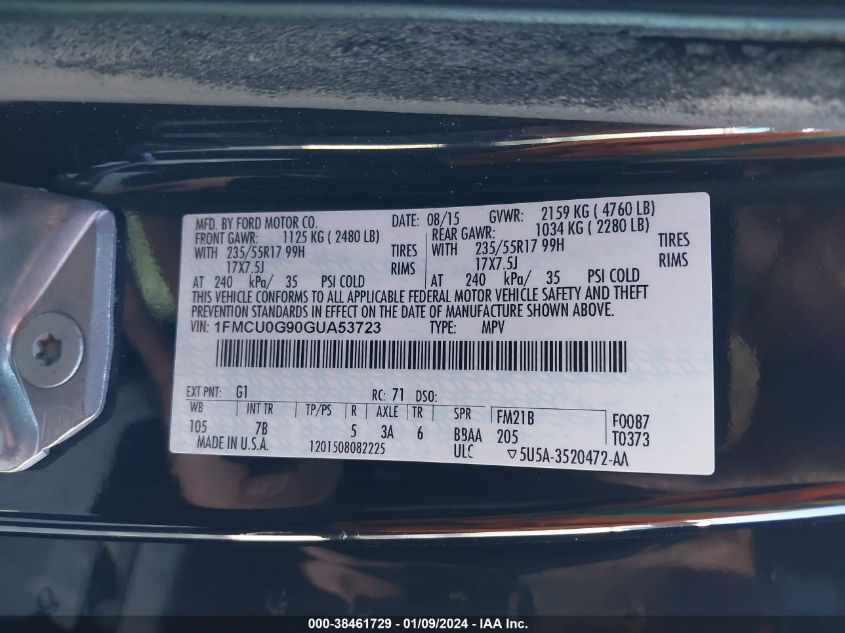 MFD. BY FORD MOTOR CO. DATE: 08/15 GVWR: 2159 KG ( 4760 LB)
FRONT GAWR: 1125 KG ( 2480 LB) REAR GAWR: 1034 KG ( 2280 LB)
WITH 235/55R17 99H TIRES WITH 235/55R17 99H TIRES
17X7.5J RIMS 17X7.5J RIMS
AT 240 kPa/ 35 PSI COLD AT 240 kPa/ 35 PSI COLD
THIS VEHICLE CONFORMS TO ALL APPLICABLE FEDERAL MOTOR VEHICLE SAFETY AND THEFT
PREVENTION STANDARDS IN EFFECT ON THE DATE OF MANUFACTURE SHOWN ABOVE.
VIN: 1FMCU0G90GUA53723 TYPE: MPV
EXT PNT: G1 RC: 71 DSO:
WB INT TR TP/PS R AXLE TR SPR FM21B F0087
105 7B 5 3A 6 BBAA 205 T0373
MADE IN U.S.A. 1201508082225 ULC ▽5U5A-3520472-AA
000-38461729 - 01/09/2024 - IAA Inc.